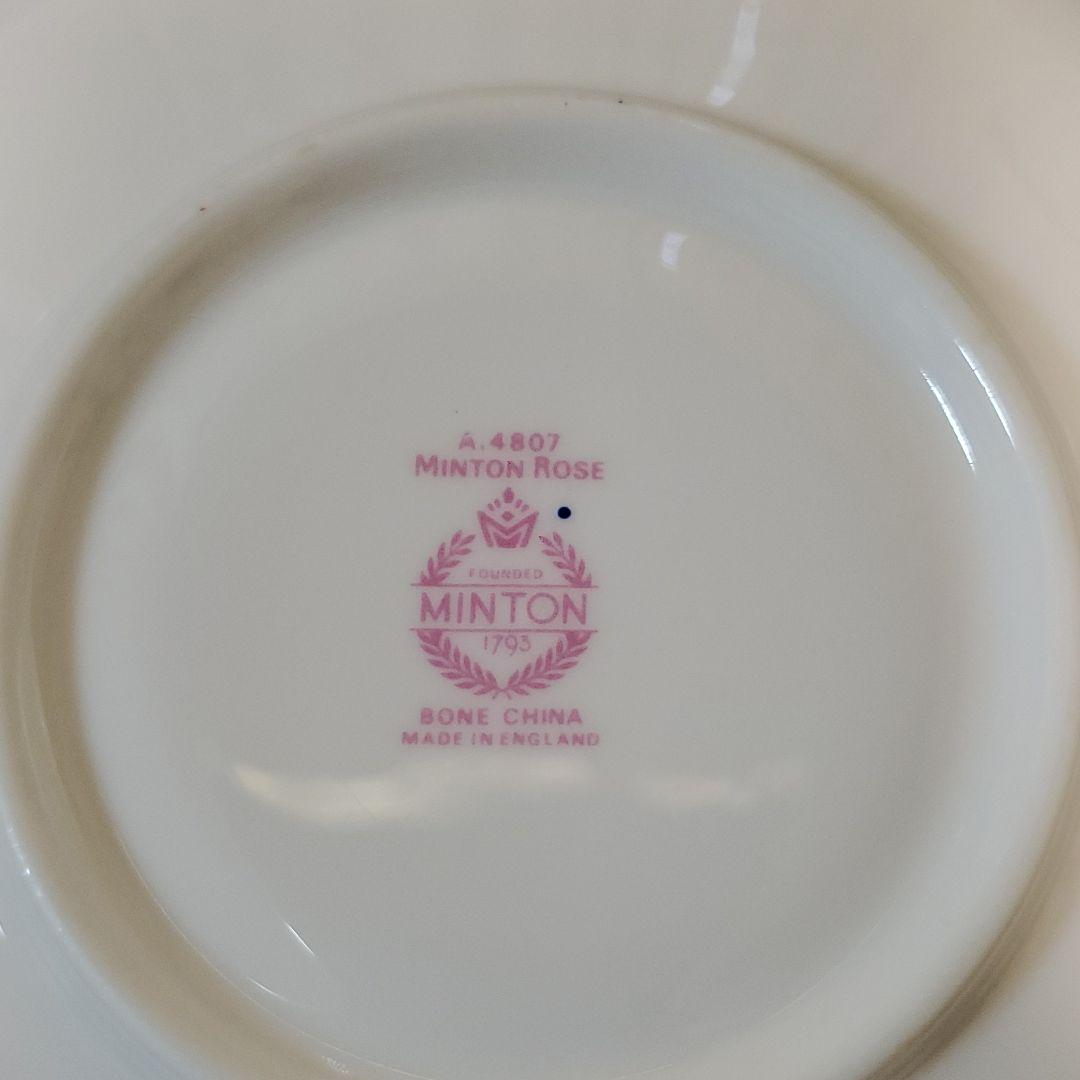 A.4807
MINTON ROSE
FOUNDED
MINTON
1793
BONE CHINA
MADE IN ENGLAND